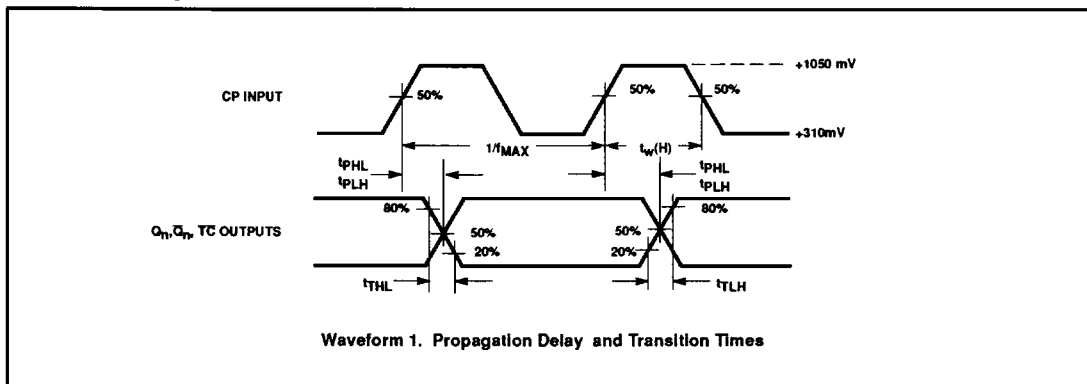 +1050 mV
CP INPUT
50%
50%
50%
+310mV
1/fMAX
tw(H)
tPHL
tPLH
tPHL
tPLH
80%
80%
Qn, Q̅n, T̅C̅ OUTPUTS
50%
50%
20%
20%
tTHL
tTLH
Waveform 1. Propagation Delay and Transition Times